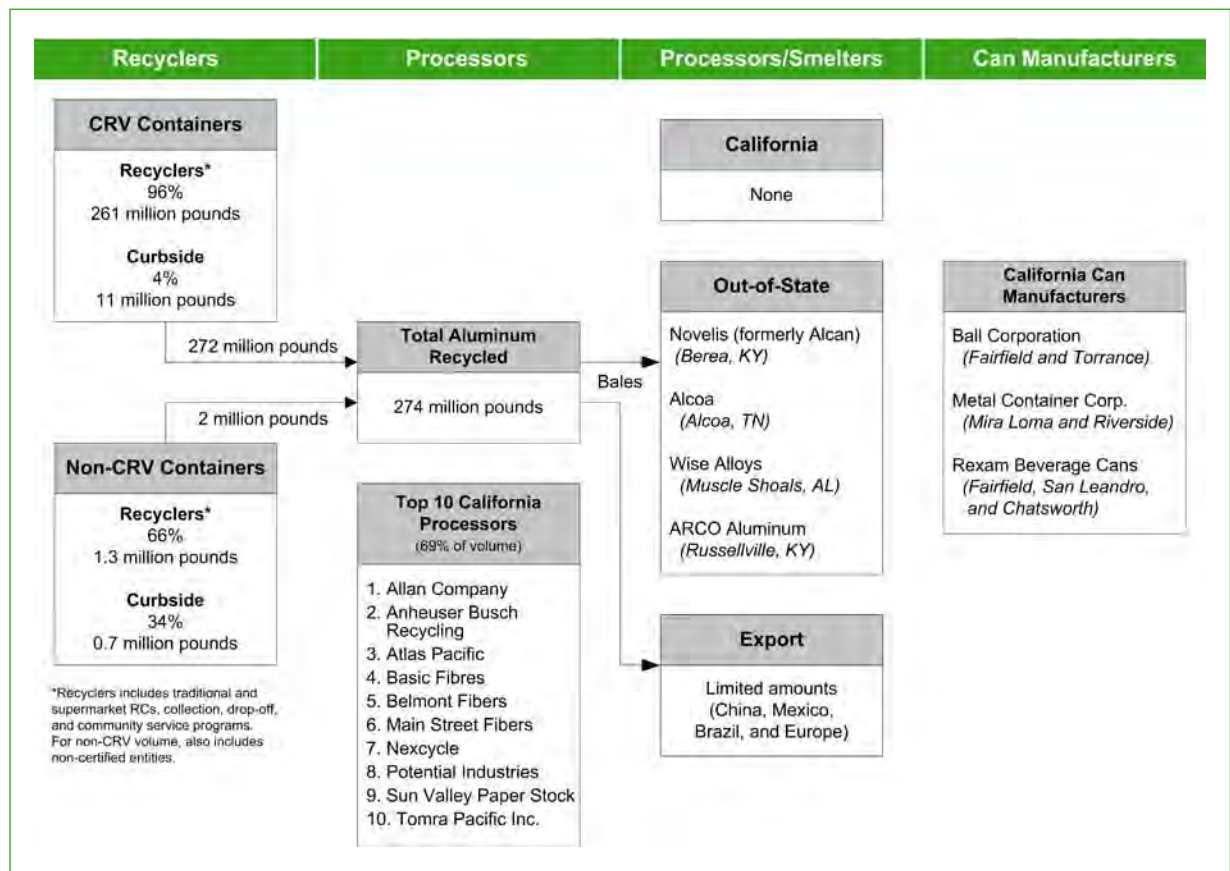 Recyclers
Processors
Processors/Smelters
Can Manufacturers
CRV Containers
Recyclers*
96%
261 million pounds
Curbside
4%
11 million pounds
272 million pounds
2 million pounds
Non-CRV Containers
Recyclers*
66%
1.3 million pounds
Curbside
34%
0.7 million pounds
*Recyclers includes traditional and
supermarket RCs, collection, drop-off,
and community service programs.
For non-CRV volume, also includes
non-certified entities.
Total Aluminum
Recycled
274 million pounds
Bales
Top 10 California
Processors
(69% of volume)
1. Allan Company
2. Anheuser Busch
Recycling
3. Atlas Pacific
4. Basic Fibres
5. Belmont Fibers
6. Main Street Fibers
7. Nexcycle
8. Potential Industries
9. Sun Valley Paper Stock
10. Tomra Pacific Inc.
California
None
Out-of-State
Novelis (formerly Alcan)
(Berea, KY)
Alcoa
(Alcoa, TN)
Wise Alloys
(Muscle Shoals, AL)
ARCO Aluminum
(Russellville, KY)
Export
Limited amounts
(China, Mexico,
Brazil, and Europe)
California Can
Manufacturers
Ball Corporation
(Fairfield and Torrance)
Metal Container Corp.
(Mira Loma and Riverside)
Rexam Beverage Cans
(Fairfield, San Leandro,
and Chatsworth)